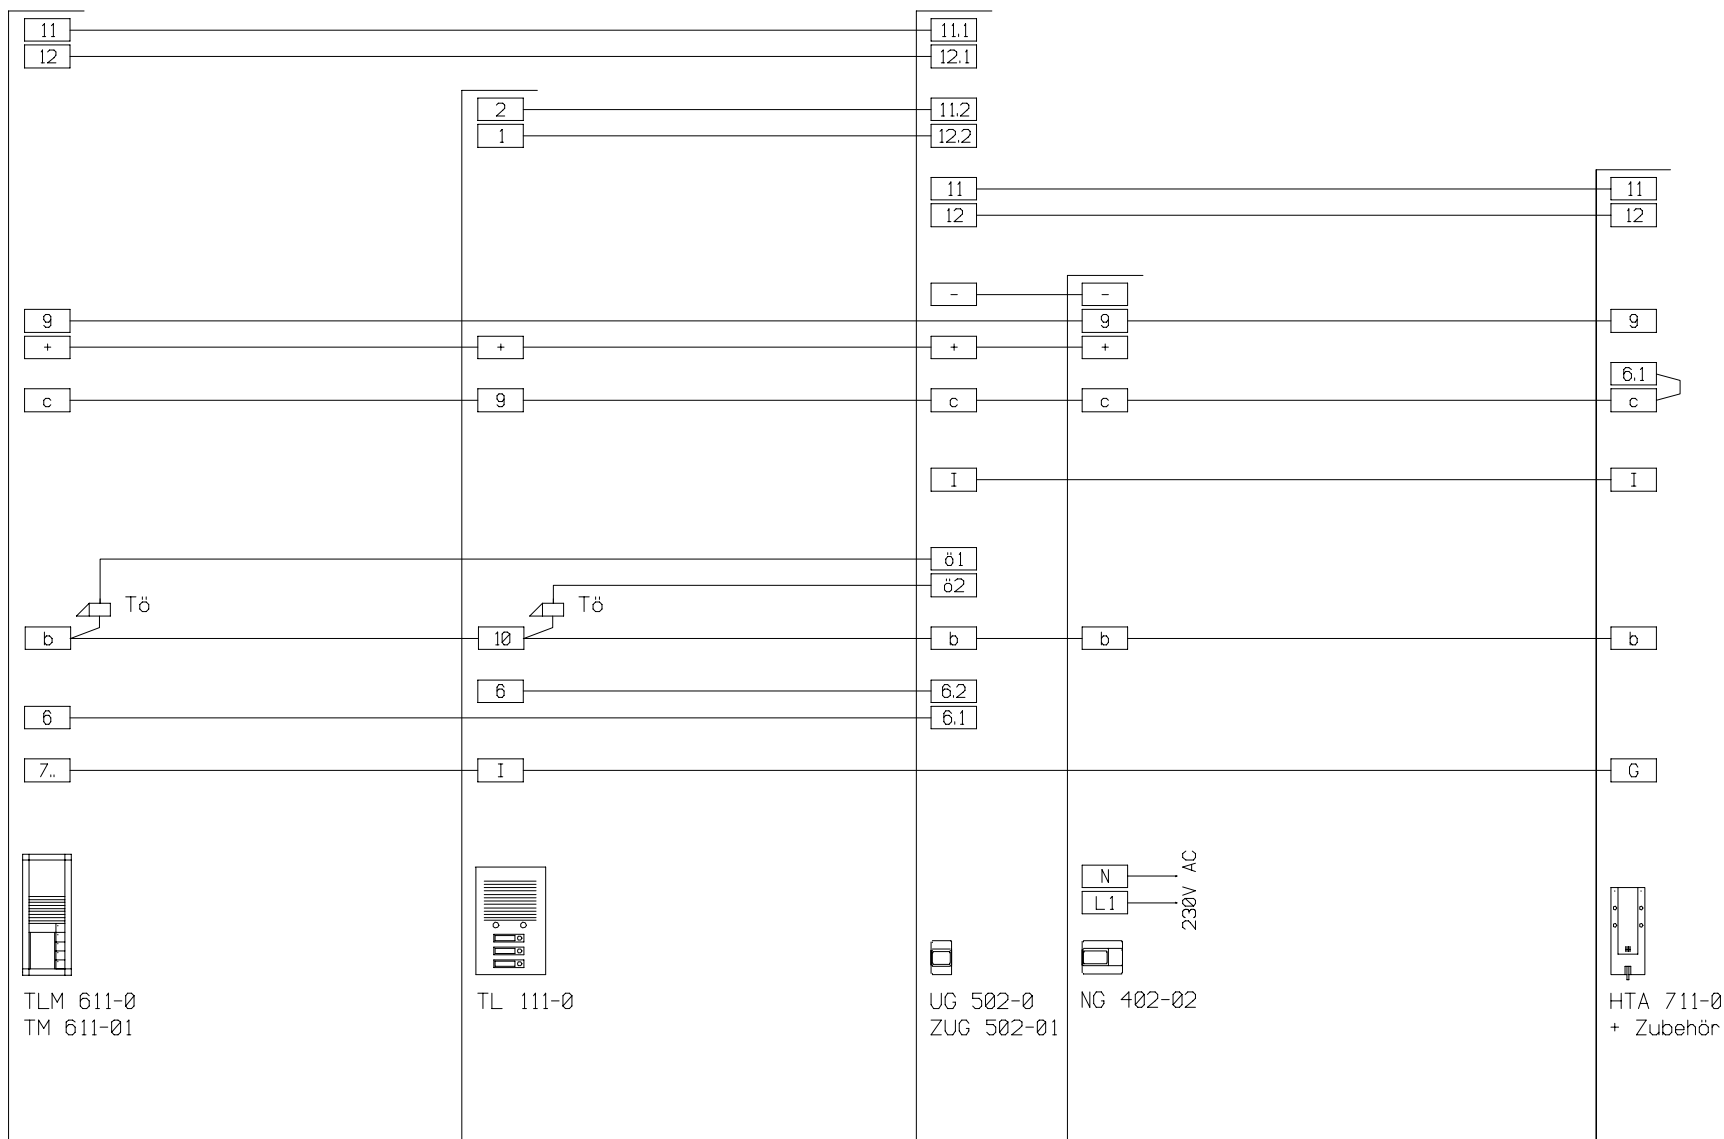 11 11.1
12 12.1
2 11.2
1 12.2
11 11
12 12
- -
9 9 9
+ + + +
6.1
c 9 c c c
I I
ö1
ö2
Tö Tö
b 10 b b b
6 6.2
6 6.1
7.. I G
N
L1
230V AC
TLM 611-0 TL 111-0 UG 502-0 NG 402-02 HTA 711-0
TM 611-01 ZUG 502-01 + Zubehör